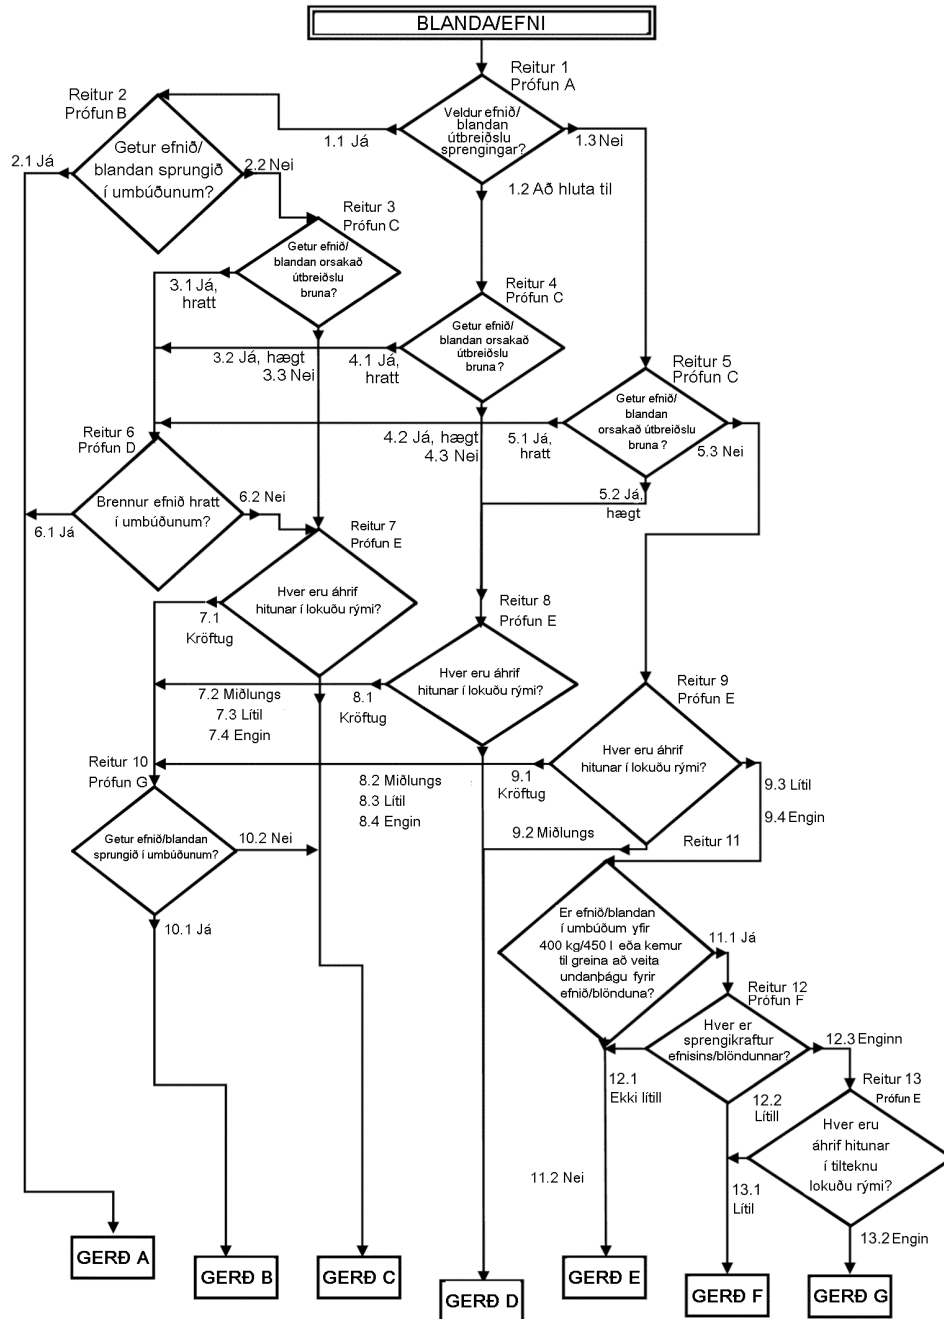 BLANDA/EFNI
Reitur 1
Prófun A
Veldur efnið/
blandan
útbreiðslu
sprengingar?
1.1 Já
1.3 Nei
1.2 Að hluta til
Reitur 2
Prófun B
Getur efnið/
blandan sprungið
í umbúðunum?
2.1 Já
2.2 Nei
Reitur 3
Prófun C
Getur efnið/
blandan orsakað
útbreiðslu
bruna?
3.1 Já,
hratt
3.2 Já, hægt
3.3 Nei
Reitur 4
Prófun C
Getur efnið/
blandan orsakað
útbreiðslu
bruna ?
4.1 Já,
hratt
4.2 Já, hægt
4.3 Nei
Reitur 5
Prófun C
Getur efnið/
blandan
orsakað útbreiðslu
bruna ?
5.1 Já,
hratt
5.3 Nei
5.2 Já,
hægt
Reitur 6
Prófun D
Brennur efnið hratt
í umbúðunum?
6.1 Já
6.2 Nei
Reitur 7
Prófun E
Hver eru áhrif
hitunar í lokuðu rými?
7.1
Kröftug
7.2 Miðlungs
7.3 Lítil
7.4 Engin
Reitur 8
Prófun E
Hver eru áhrif
hitunar í lokuðu rými?
8.1
Kröftug
8.2 Miðlungs
8.3 Lítil
8.4 Engin
Reitur 9
Prófun E
Hver eru áhrif
hitunar í lokuðu rými?
9.1
Kröftug
9.2 Miðlungs
9.3 Lítil
9.4 Engin
Reitur 10
Prófun G
Getur efnið/blandan
sprungið í umbúðunum?
10.2 Nei
10.1 Já
Reitur 11
Er efnið/blandan
í umbúðum yfir
400 kg/450 l eða kemur
til greina að veita
undanþágu fyrir
efnið/blönduna?
11.1 Já
11.2 Nei
Reitur 12
Prófun F
Hver er
sprengikraftur
efnisins/blöndunnar?
12.1
Ekki lítill
12.2
Lítill
12.3 Enginn
Reitur 13
Prófun E
Hver eru
áhrif hitunar
í tilteknu
lokuðu rými?
13.1
Lítil
13.2 Engin
GERÐ A
GERÐ B
GERÐ C
GERÐ D
GERÐ E
GERÐ F
GERÐ G